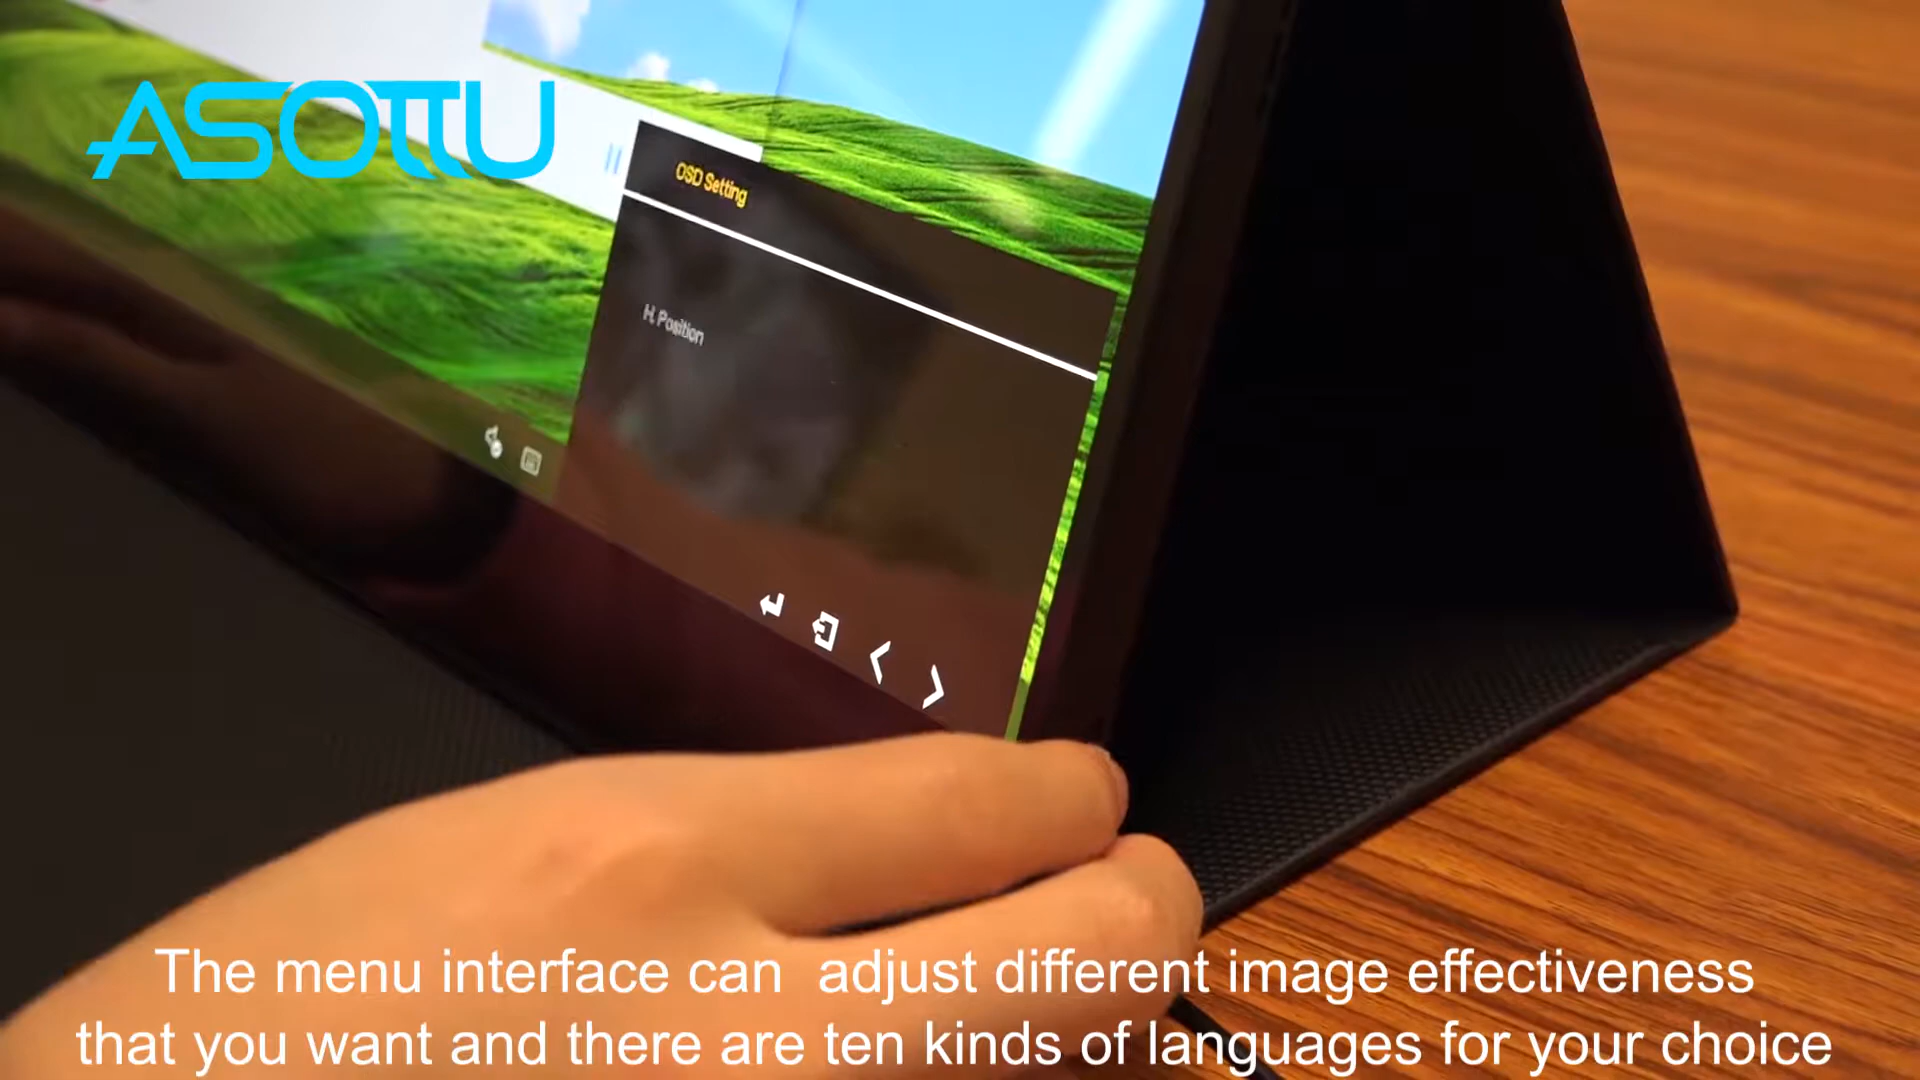 ASOTTU
OSD Setting
H. Position
The menu interface can adjust different image effectiveness
that you want and there are ten kinds of languages for your choice